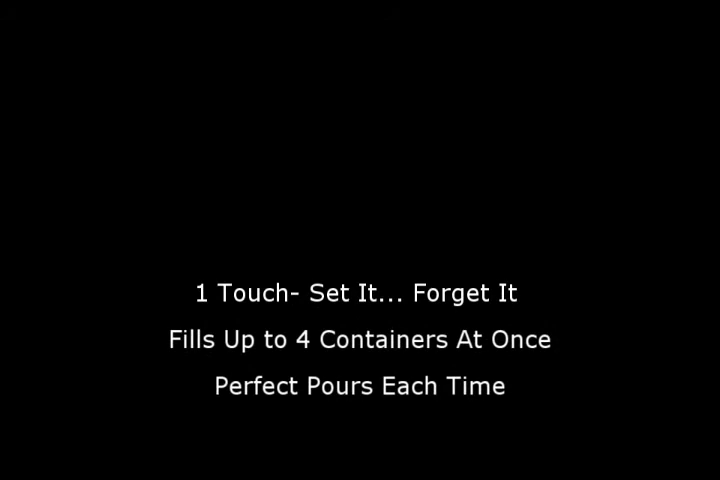 1 Touch- Set It... Forget It
Fills Up to 4 Containers At Once
Perfect Pours Each Time